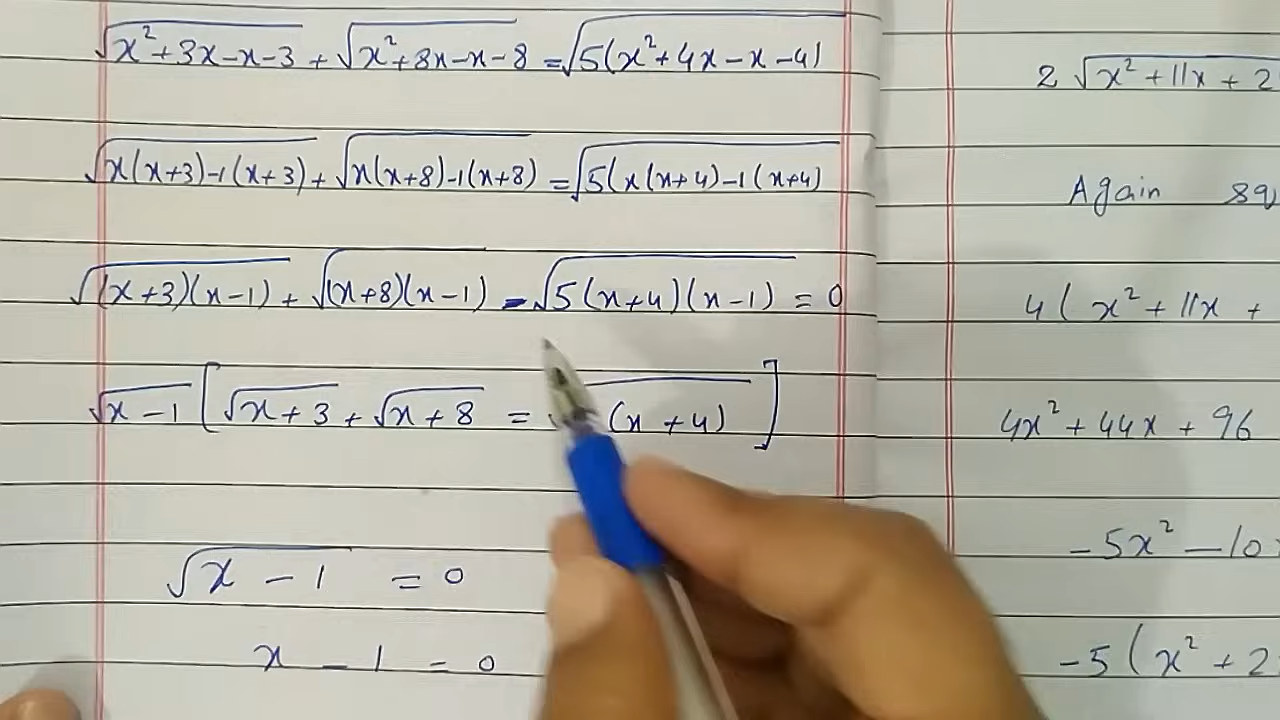 √x²+3x-x-3 + √x²+8x-x-8 = √5(x²+4x-x-4)
√x(x+3)-1(x+3) + √x(x+8)-1(x+8) = √5(x(x+4)-1(x+4)
√(x+3)(x-1) + √(x+8)(x-1) - √5(x+4)(x-1) = 0
√x-1 [√x+3 + √x+8 = (x+4)]
√x-1 = 0
x-1 = 0
2√x²+11x+2
Again
4(x²+11x+
4x²+44x+96
-5x²-10
-5(x²+2